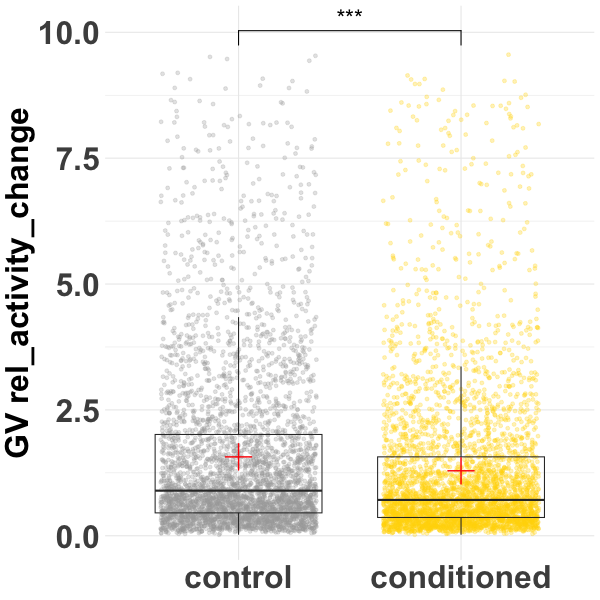 ***
10.0
7.5
5.0
2.5
0.0
GV rel_activity_change
control
conditioned